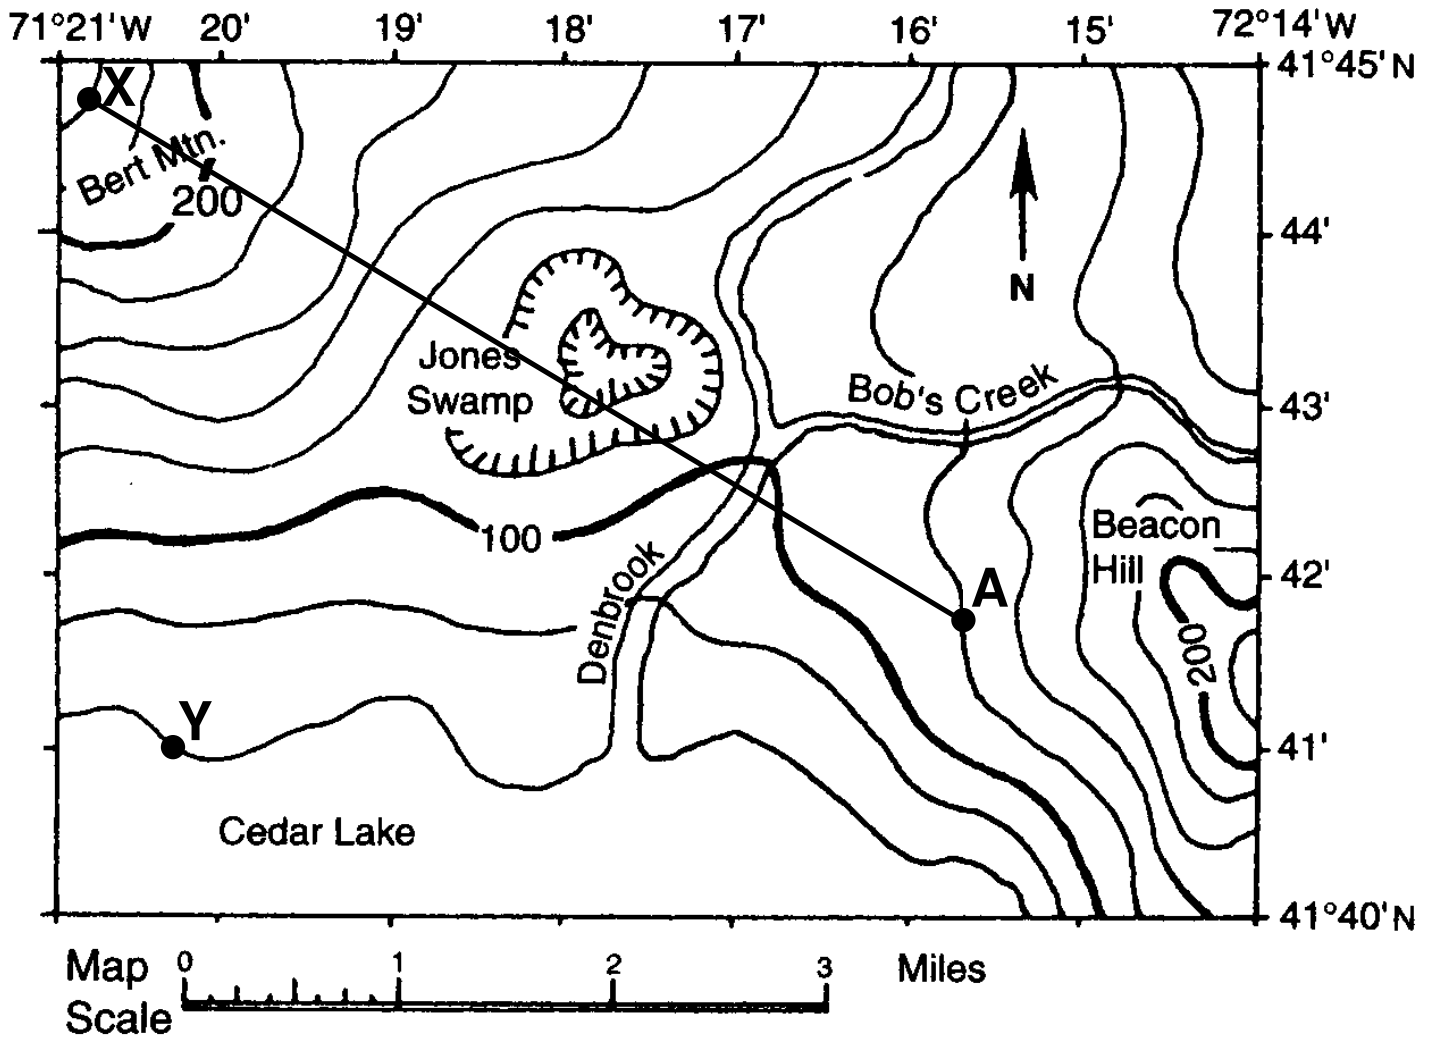 71°21'W 20' 19' 18' 17' 16' 15' 72°14'W
41°45'N
X
Bert Mtn.
200
44'
N
Jones
Swamp
Bob's Creek
43'
100
Beacon
Hill
42'
Denbrook
A
200
Y
41'
Cedar Lake
41°40'N
Map
Scale
0 1 2 3 Miles